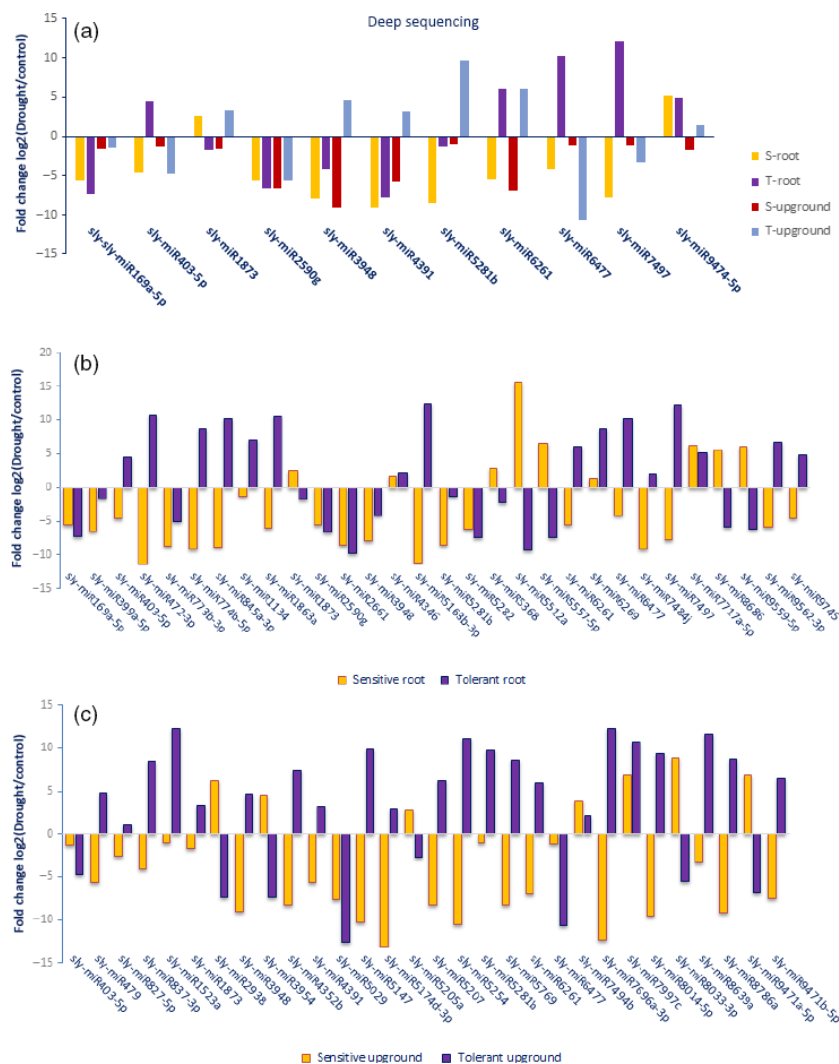 (a)
Deep sequencing
Fold change log2(Drought/control)
15
10
5
0
−5
−10
−15
S-root
T-root
S-upground
T-upground
sly-sly-miR169a-5p
sly-miR403-5p
sly-miR1873
sly-miR2590g
sly-miR3948
sly-miR4391
sly-miR5281b
sly-miR6261
sly-miR6477
sly-miR7497
sly-miR9474-5p
(b)
Fold change log2(Drought/control)
20
15
10
5
0
−5
−10
−15
sly-miR169a-5p
sly-miR399a-5p
sly-miR403-5p
sly-miR472-3p
sly-miR773b-3p
sly-miR774b-5p
sly-miR845a-3p
sly-miR1134
sly-miR1863a
sly-miR1873
sly-miR2590g
sly-miR2661
sly-miR3948
sly-miR4346
sly-miR5163b-3p
sly-miR5281b
sly-miR5282
sly-miR5368
sly-miR5512a
sly-miR5557-5p
sly-miR6261
sly-miR6269
sly-miR6477
sly-miR7484j
sly-miR7497
sly-miR7717a-5p
sly-miR868b
sly-miR9559-5p
sly-miR9562-3p
sly-miR9745
Sensitive root
Tolerant root
(c)
Fold change log2(Drought/control)
15
10
5
0
−5
−10
−15
sly-miR403-5p
sly-miR479
sly-miR827-5p
sly-miR837-3p
sly-miR1523a
sly-miR1873
sly-miR2938
sly-miR3948
sly-miR3954
sly-miR4352b
sly-miR4391
sly-miR5029
sly-miR5147
sly-miR5174d-3p
sly-miR5205a
sly-miR5207
sly-miR5254
sly-miR5281b
sly-miR5769
sly-miR6261
sly-miR6477
sly-miR7494b
sly-miR7696a-3p
sly-miR7997c
sly-miR8014-5p
sly-miR8033-3p
sly-miR8639a
sly-miR8786a
sly-miR9471a-5p
sly-miR9471b-5p
Sensitive upground
Tolerant upground